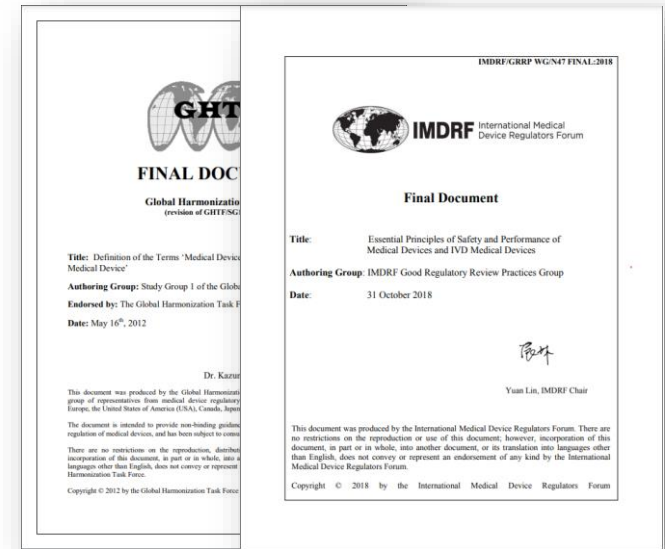 GHT
FINAL DOC
Global Harmonizatio
(revision of GHTF/SG1
Title: Definition of the Terms ‘Medical Device
Medical Device’
Authoring Group: Study Group 1 of the Globa
Endorsed by: The Global Harmonization Task F
Date: May 16th, 2012
Dr. Kazun
This document was produced by the Global Harmonizati
group of representatives from medical device regulatory
Europe, the United States of America (USA), Canada, Japan
The document is intended to provide non-binding guidanc
regulation of medical devices, and has been subject to consu
There are no restrictions on the reproduction, distributi
incorporation of this document, in part or in whole, into a
languages other than English, does not convey or represent
Harmonization Task Force.
Copyright © 2012 by the Global Harmonization Task Force
IMDRF/GRRP WG/N47 FINAL:2018
IMDRF International Medical
Device Regulators Forum
Final Document
Title: Essential Principles of Safety and Performance of
Medical Devices and IVD Medical Devices
Authoring Group: IMDRF Good Regulatory Review Practices Group
Date: 31 October 2018
Yuan Lin, IMDRF Chair
This document was produced by the International Medical Device Regulators Forum. There are
no restrictions on the reproduction or use of this document; however, incorporation of this
document, in part or in whole, into another document, or its translation into languages other
than English, does not convey or represent an endorsement of any kind by the International
Medical Device Regulators Forum.
Copyright © 2018 by the International Medical Device Regulators Forum